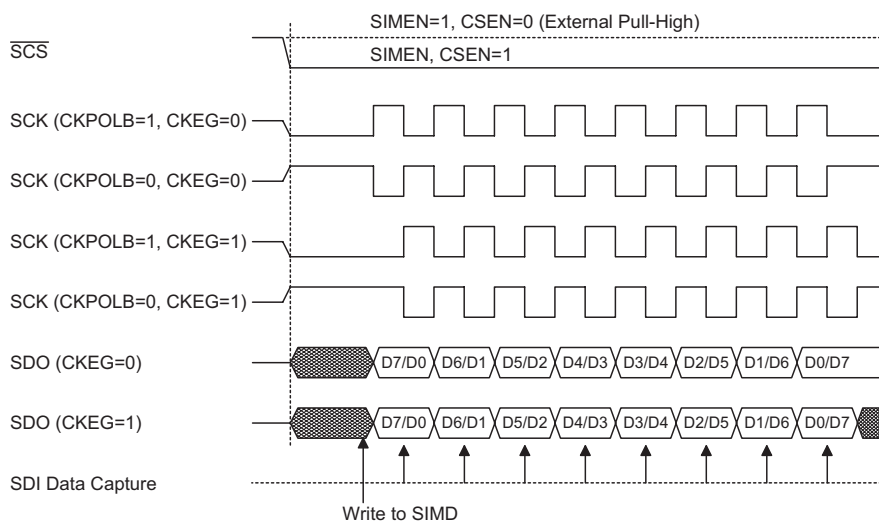 SIMEN=1, CSEN=0 (External Pull-High)
SCS
SIMEN, CSEN=1
SCK (CKPOLB=1, CKEG=0)
SCK (CKPOLB=0, CKEG=0)
SCK (CKPOLB=1, CKEG=1)
SCK (CKPOLB=0, CKEG=1)
SDO (CKEG=0) D7/D0 D6/D1 D5/D2 D4/D3 D3/D4 D2/D5 D1/D6 D0/D7
SDO (CKEG=1) D7/D0 D6/D1 D5/D2 D4/D3 D3/D4 D2/D5 D1/D6 D0/D7
SDI Data Capture
Write to SIMD